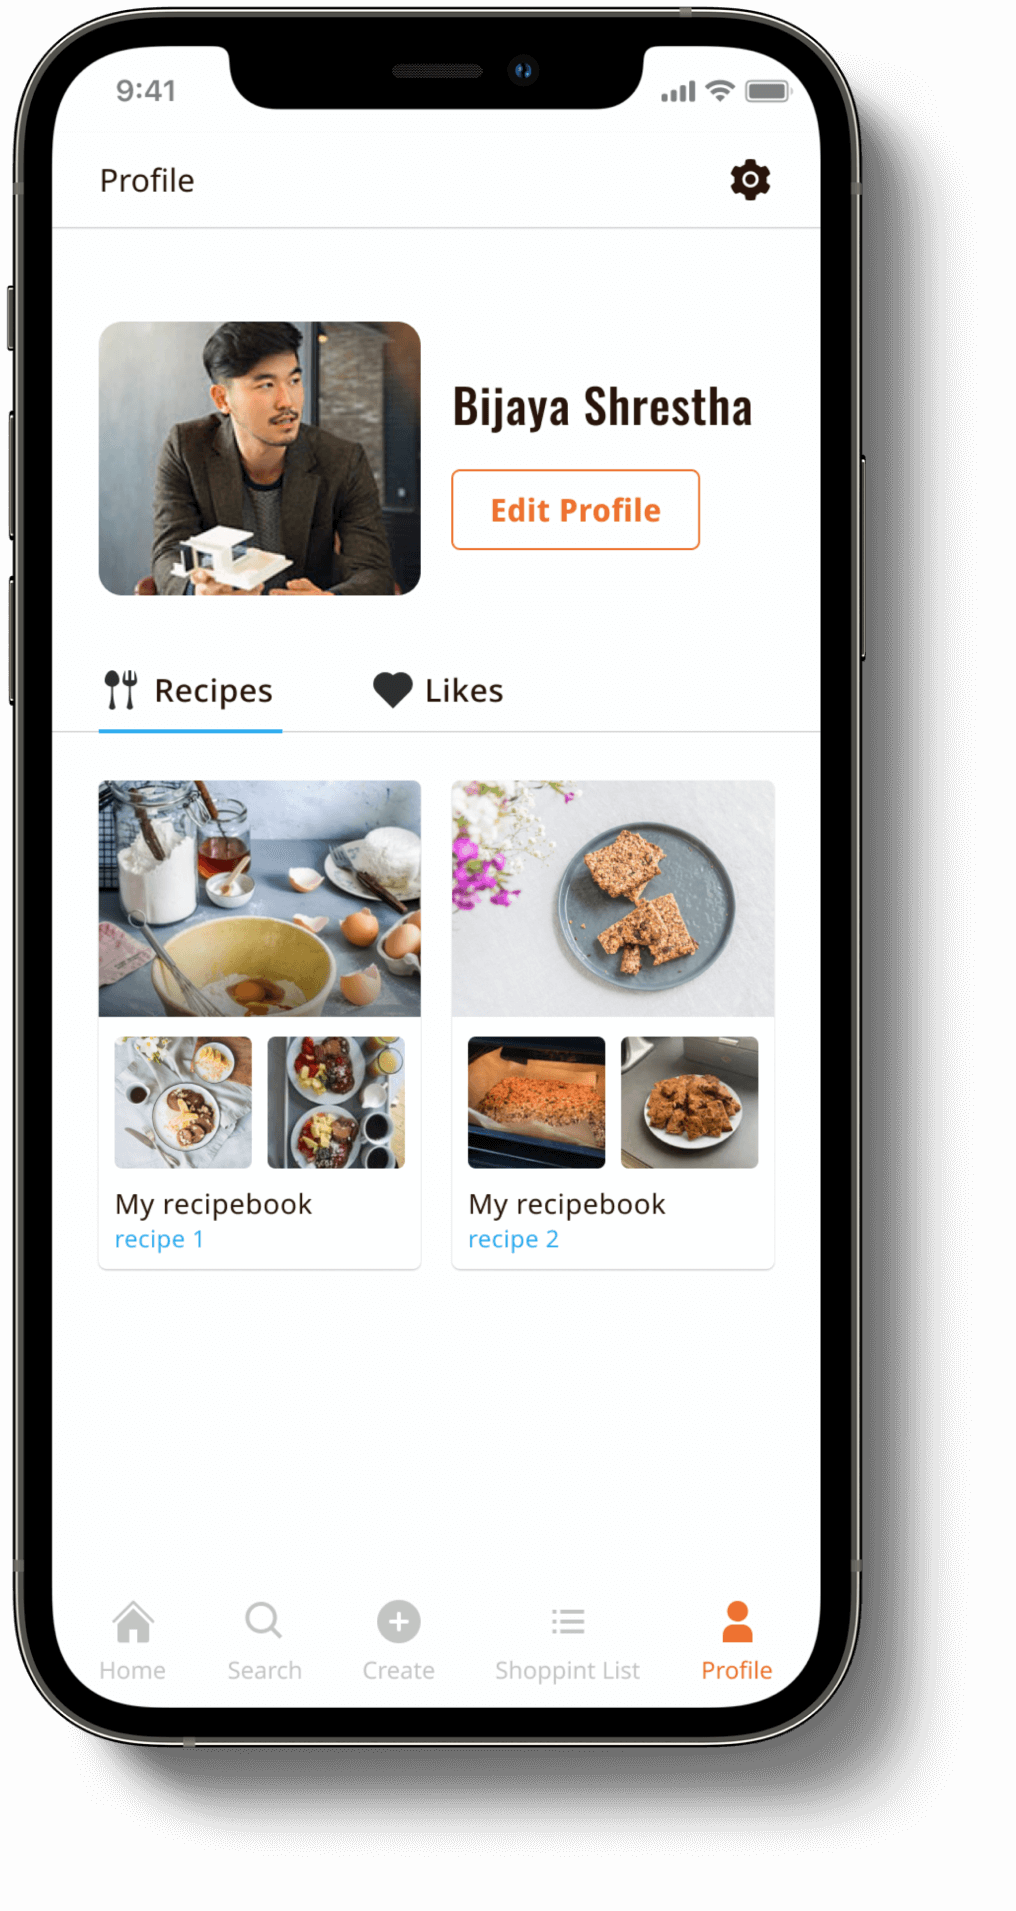 9:41
Profile
Bijaya Shrestha
Edit Profile
Recipes
Likes
My recipebook
recipe 1
My recipebook
recipe 2
Home
Search
Create
Shoppint List
Profile